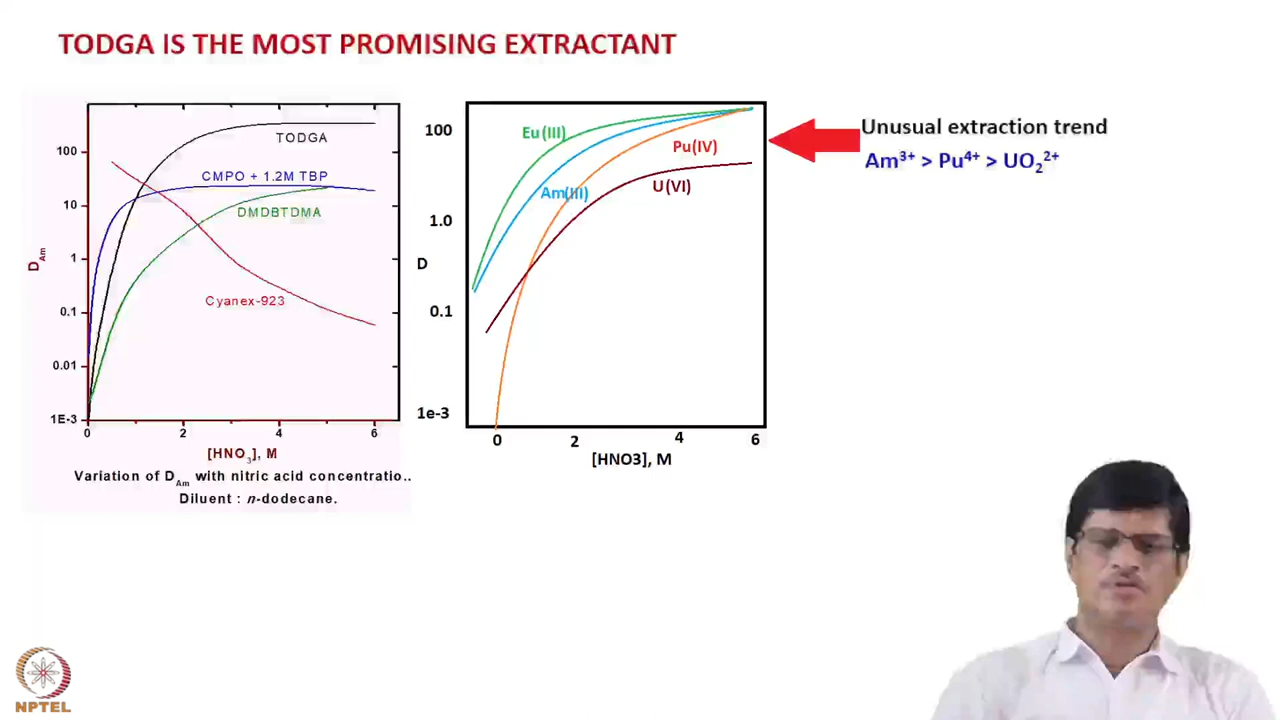 TODGA IS THE MOST PROMISING EXTRACTANT
TODGA
CMPO + 1.2M TBP
DMDBTDMA
Cyanex-923
100
10
1
0.1
0.01
1E-3
D_Am
0
2
4
6
[HNO₃], M
Variation of D_Am with nitric acid concentratio..
Diluent : n-dodecane.
Eu(III)
Pu(IV)
Am(III)
U(VI)
100
1.0
D
0.1
1e-3
0
2
4
6
[HNO3], M
Unusual extraction trend
Am³⁺ > Pu⁴⁺ > UO₂²⁺
NPTEL